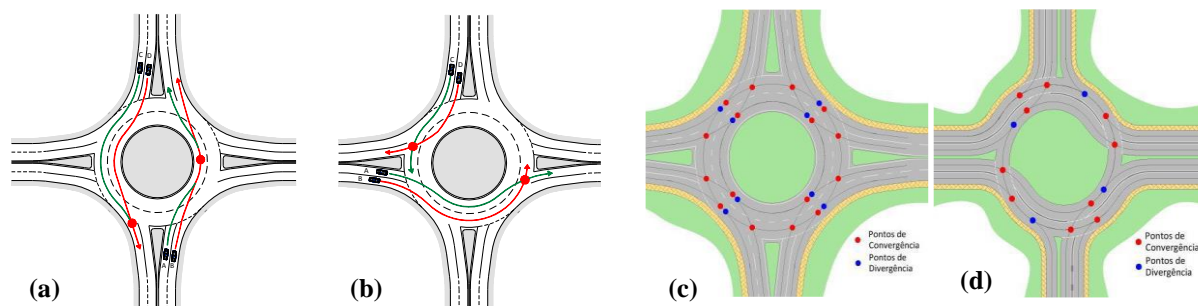 C D
A B
(a)
C D
A
B
(b)
Pontos de
Convergência
Pontos de
Divergência
(c)
Pontos de
Convergência
Pontos de
Divergência
(d)